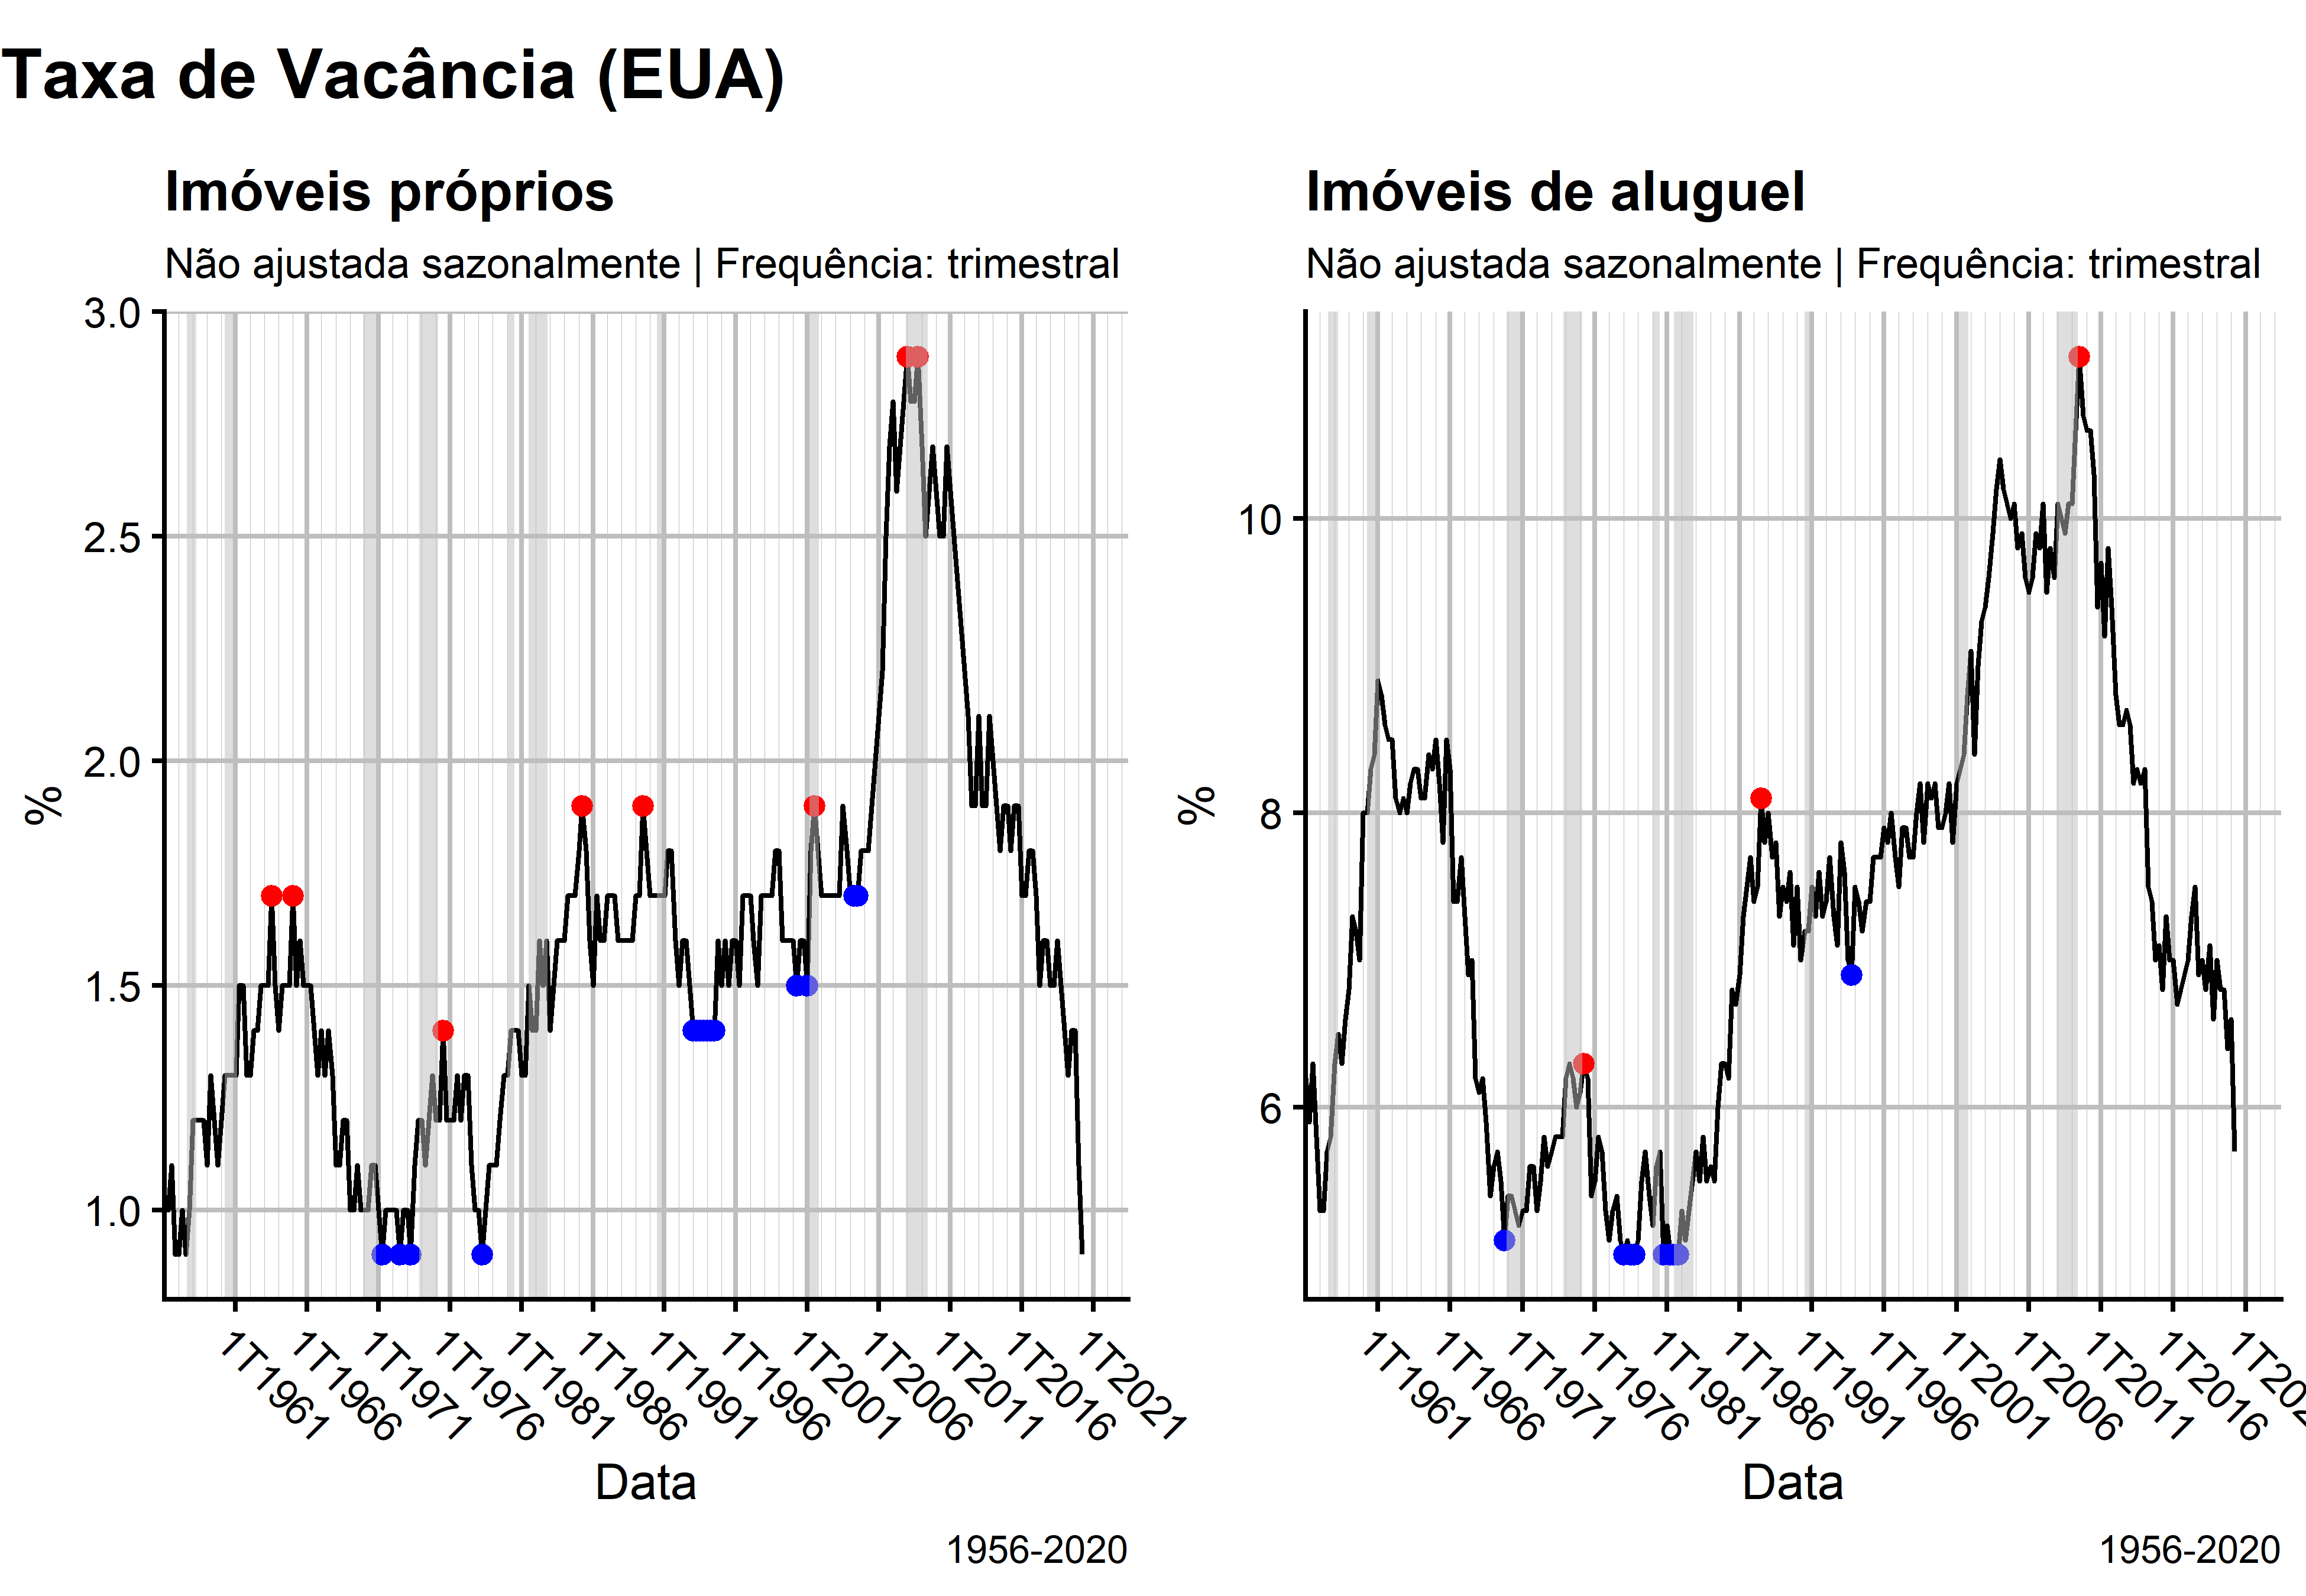 Taxa de Vacância (EUA)
Imóveis próprios
Não ajustada sazonalmente | Frequência: trimestral
3.0
2.5
2.0
1.5
1.0
%
1T1961
1T1966
1T1971
1T1976
1T1981
1T1986
1T1991
1T1996
1T2001
1T2006
1T2011
1T2016
1T2021
Data
1956-2020
Imóveis de aluguel
Não ajustada sazonalmente | Frequência: trimestral
10
8
6
%
1T1961
1T1966
1T1971
1T1976
1T1981
1T1986
1T1991
1T1996
1T2001
1T2006
1T2011
1T2016
Data
1956-2020